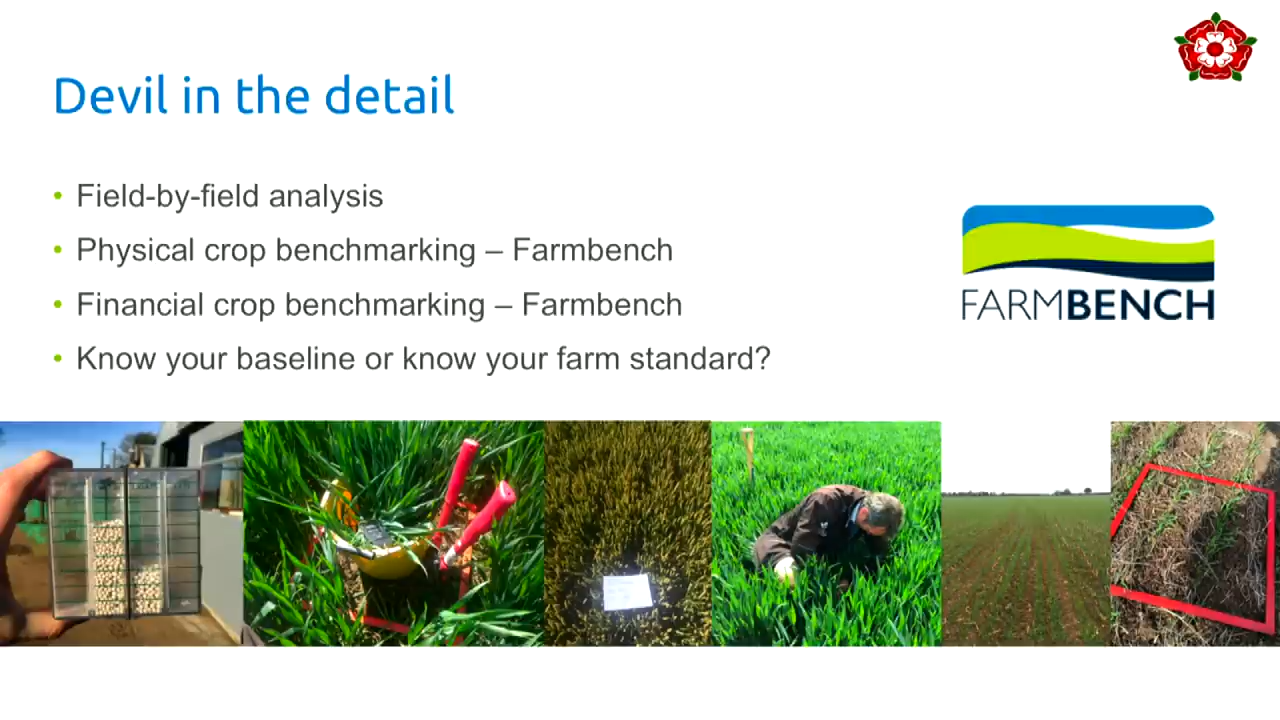 Devil in the detail
• Field-by-field analysis
• Physical crop benchmarking – Farmbench
• Financial crop benchmarking – Farmbench
• Know your baseline or know your farm standard?
FARMBENCH